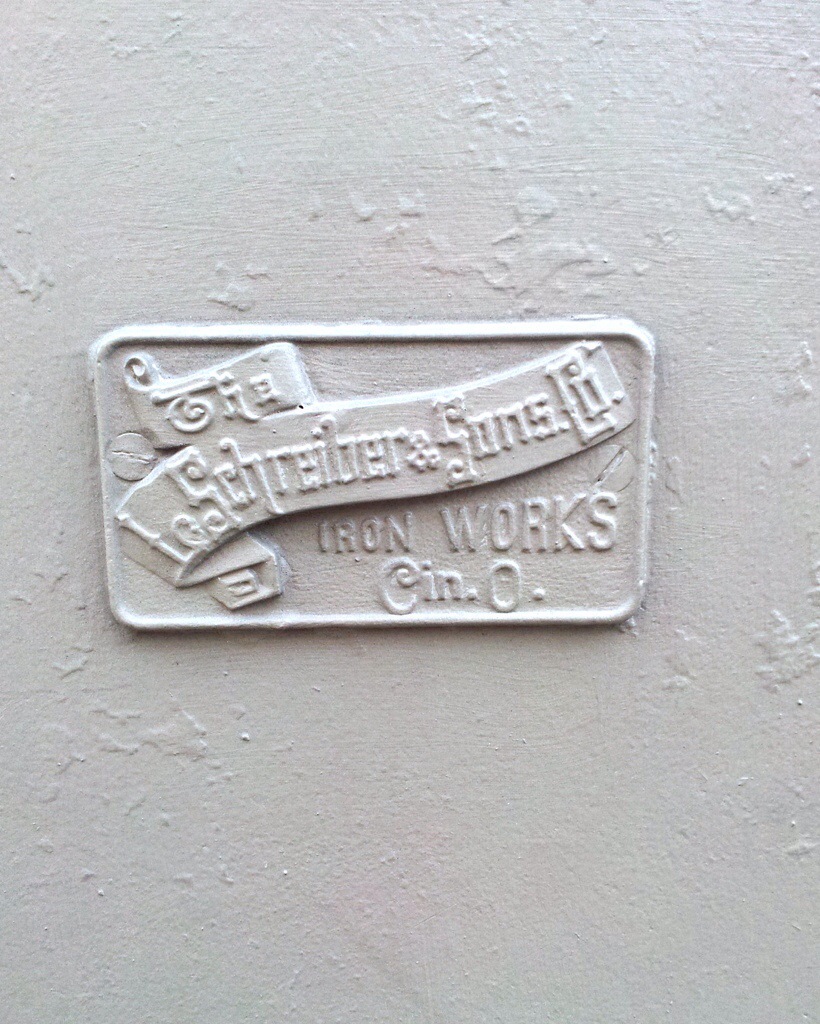 The
L. Schreiber & Sons. Co.
IRON WORKS
Cin. O.